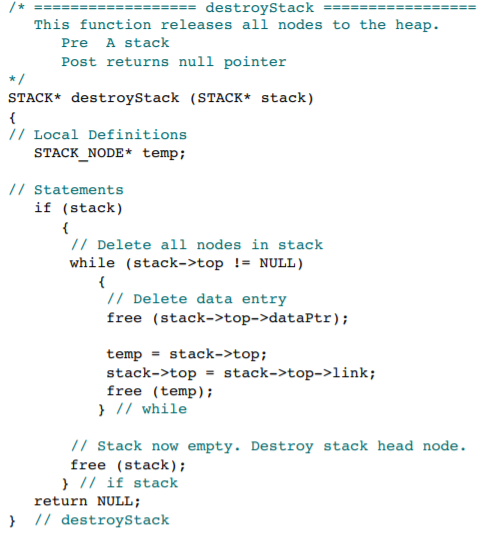 /* ================== destroyStack =================
This function releases all nodes to the heap.
Pre  A stack
Post returns null pointer
*/
STACK* destroyStack (STACK* stack)
{
// Local Definitions
STACK_NODE* temp;
// Statements
if (stack)
{
// Delete all nodes in stack
while (stack->top != NULL)
{
// Delete data entry
free (stack->top->dataPtr);
temp = stack->top;
stack->top = stack->top->link;
free (temp);
} // while
// Stack now empty. Destroy stack head node.
free (stack);
} // if stack
return NULL;
}  // destroyStack